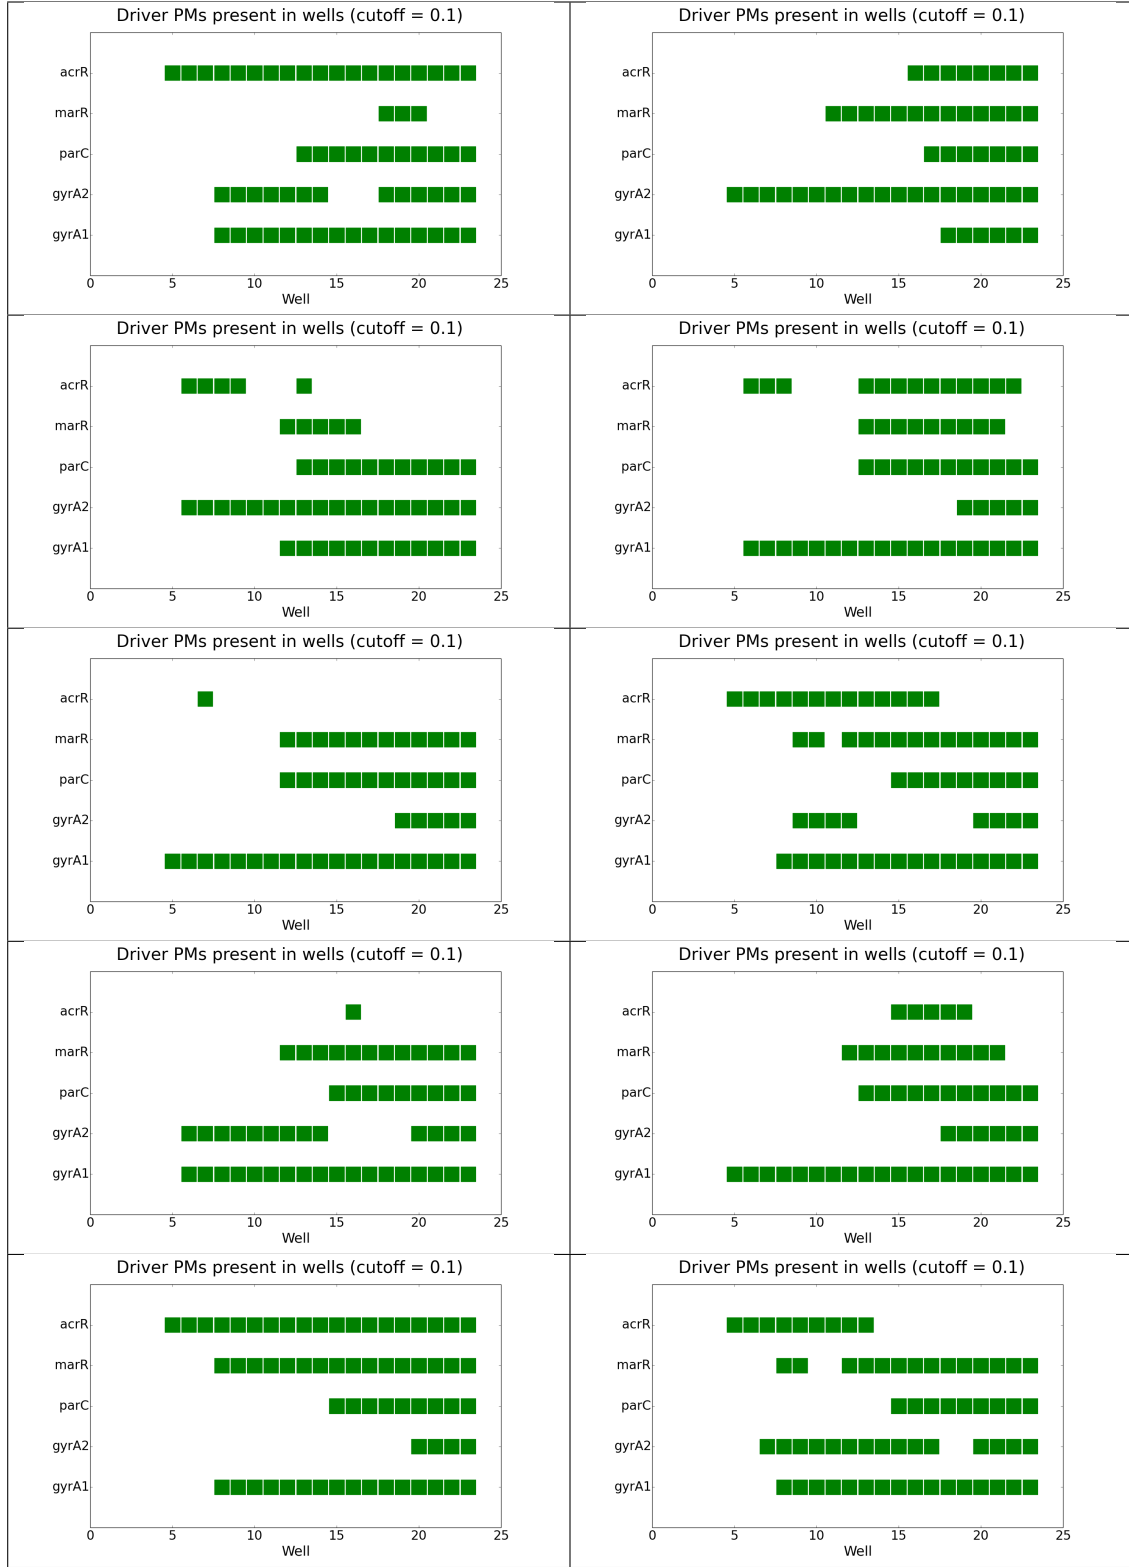 Driver PMs present in wells (cutoff = 0.1)
acrR
marR
parC
gyrA2
gyrA1
0 5 10 15 20 25
Well
Driver PMs present in wells (cutoff = 0.1)
acrR
marR
parC
gyrA2
gyrA1
0 5 10 15 20 25
Well
Driver PMs present in wells (cutoff = 0.1)
acrR
marR
parC
gyrA2
gyrA1
0 5 10 15 20 25
Well
Driver PMs present in wells (cutoff = 0.1)
acrR
marR
parC
gyrA2
gyrA1
0 5 10 15 20 25
Well
Driver PMs present in wells (cutoff = 0.1)
acrR
marR
parC
gyrA2
gyrA1
0 5 10 15 20 25
Well
Driver PMs present in wells (cutoff = 0.1)
acrR
marR
parC
gyrA2
gyrA1
0 5 10 15 20 25
Well
Driver PMs present in wells (cutoff = 0.1)
acrR
marR
parC
gyrA2
gyrA1
0 5 10 15 20 25
Well
Driver PMs present in wells (cutoff = 0.1)
acrR
marR
parC
gyrA2
gyrA1
0 5 10 15 20 25
Well
Driver PMs present in wells (cutoff = 0.1)
acrR
marR
parC
gyrA2
gyrA1
0 5 10 15 20 25
Well
Driver PMs present in wells (cutoff = 0.1)
acrR
marR
parC
gyrA2
gyrA1
0 5 10 15 20 25
Well